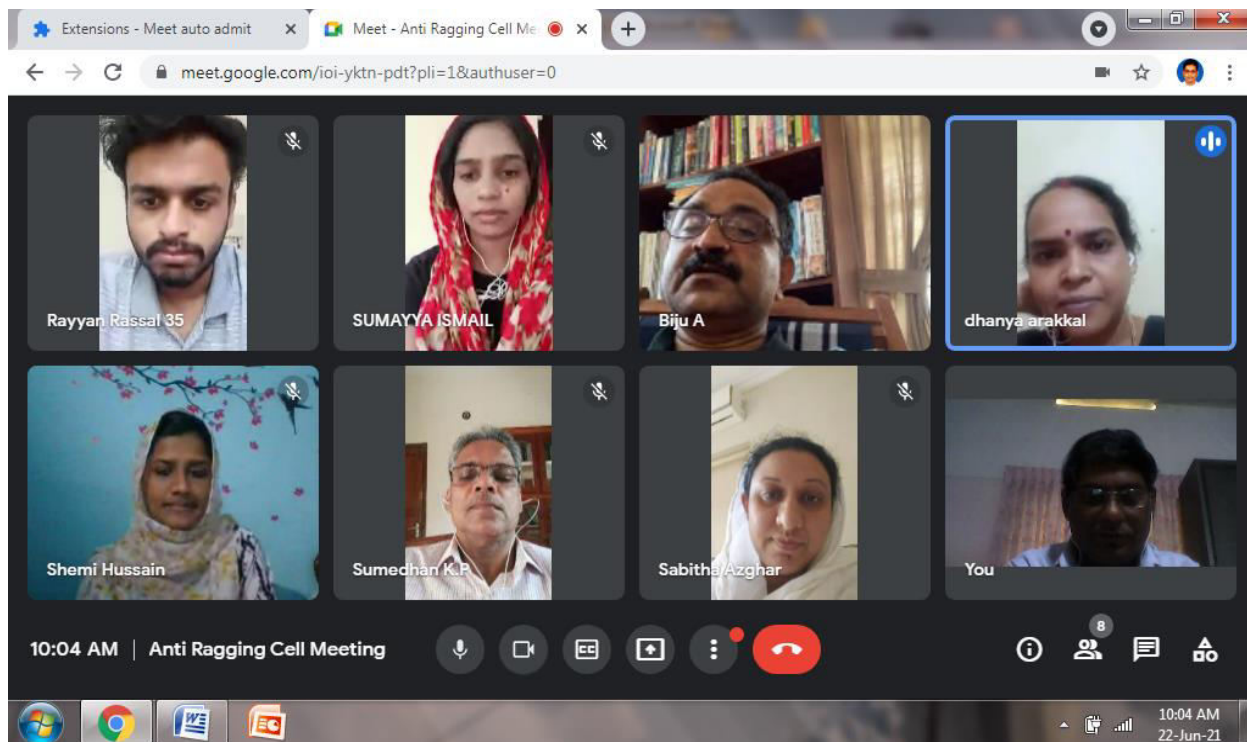 Extensions - Meet auto admit
Meet - Anti Ragging Cell Me
meet.google.com/ioi-yktn-pdt?pli=1&authuser=0
Rayyan Rassal 35
SUMAYYA ISMAIL
Biju A
dhanya arakkal
Shemi Hussain
Sumedhan K.P
Sabitha Azghar
You
8
10:04 AM | Anti Ragging Cell Meeting
CC
10:04 AM
22-Jun-21